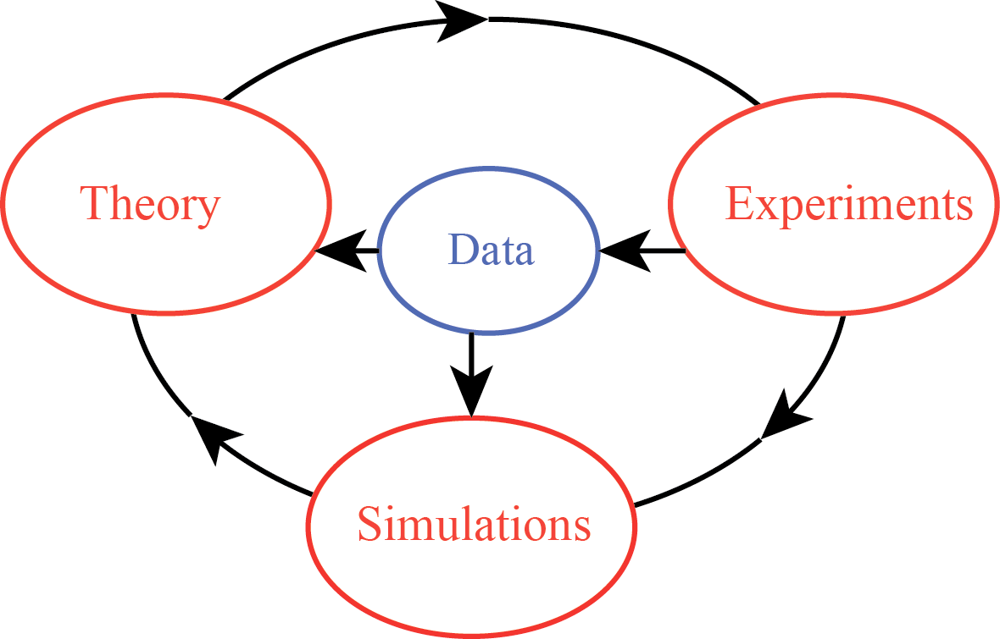 Theory
Experiments
Data
Simulations